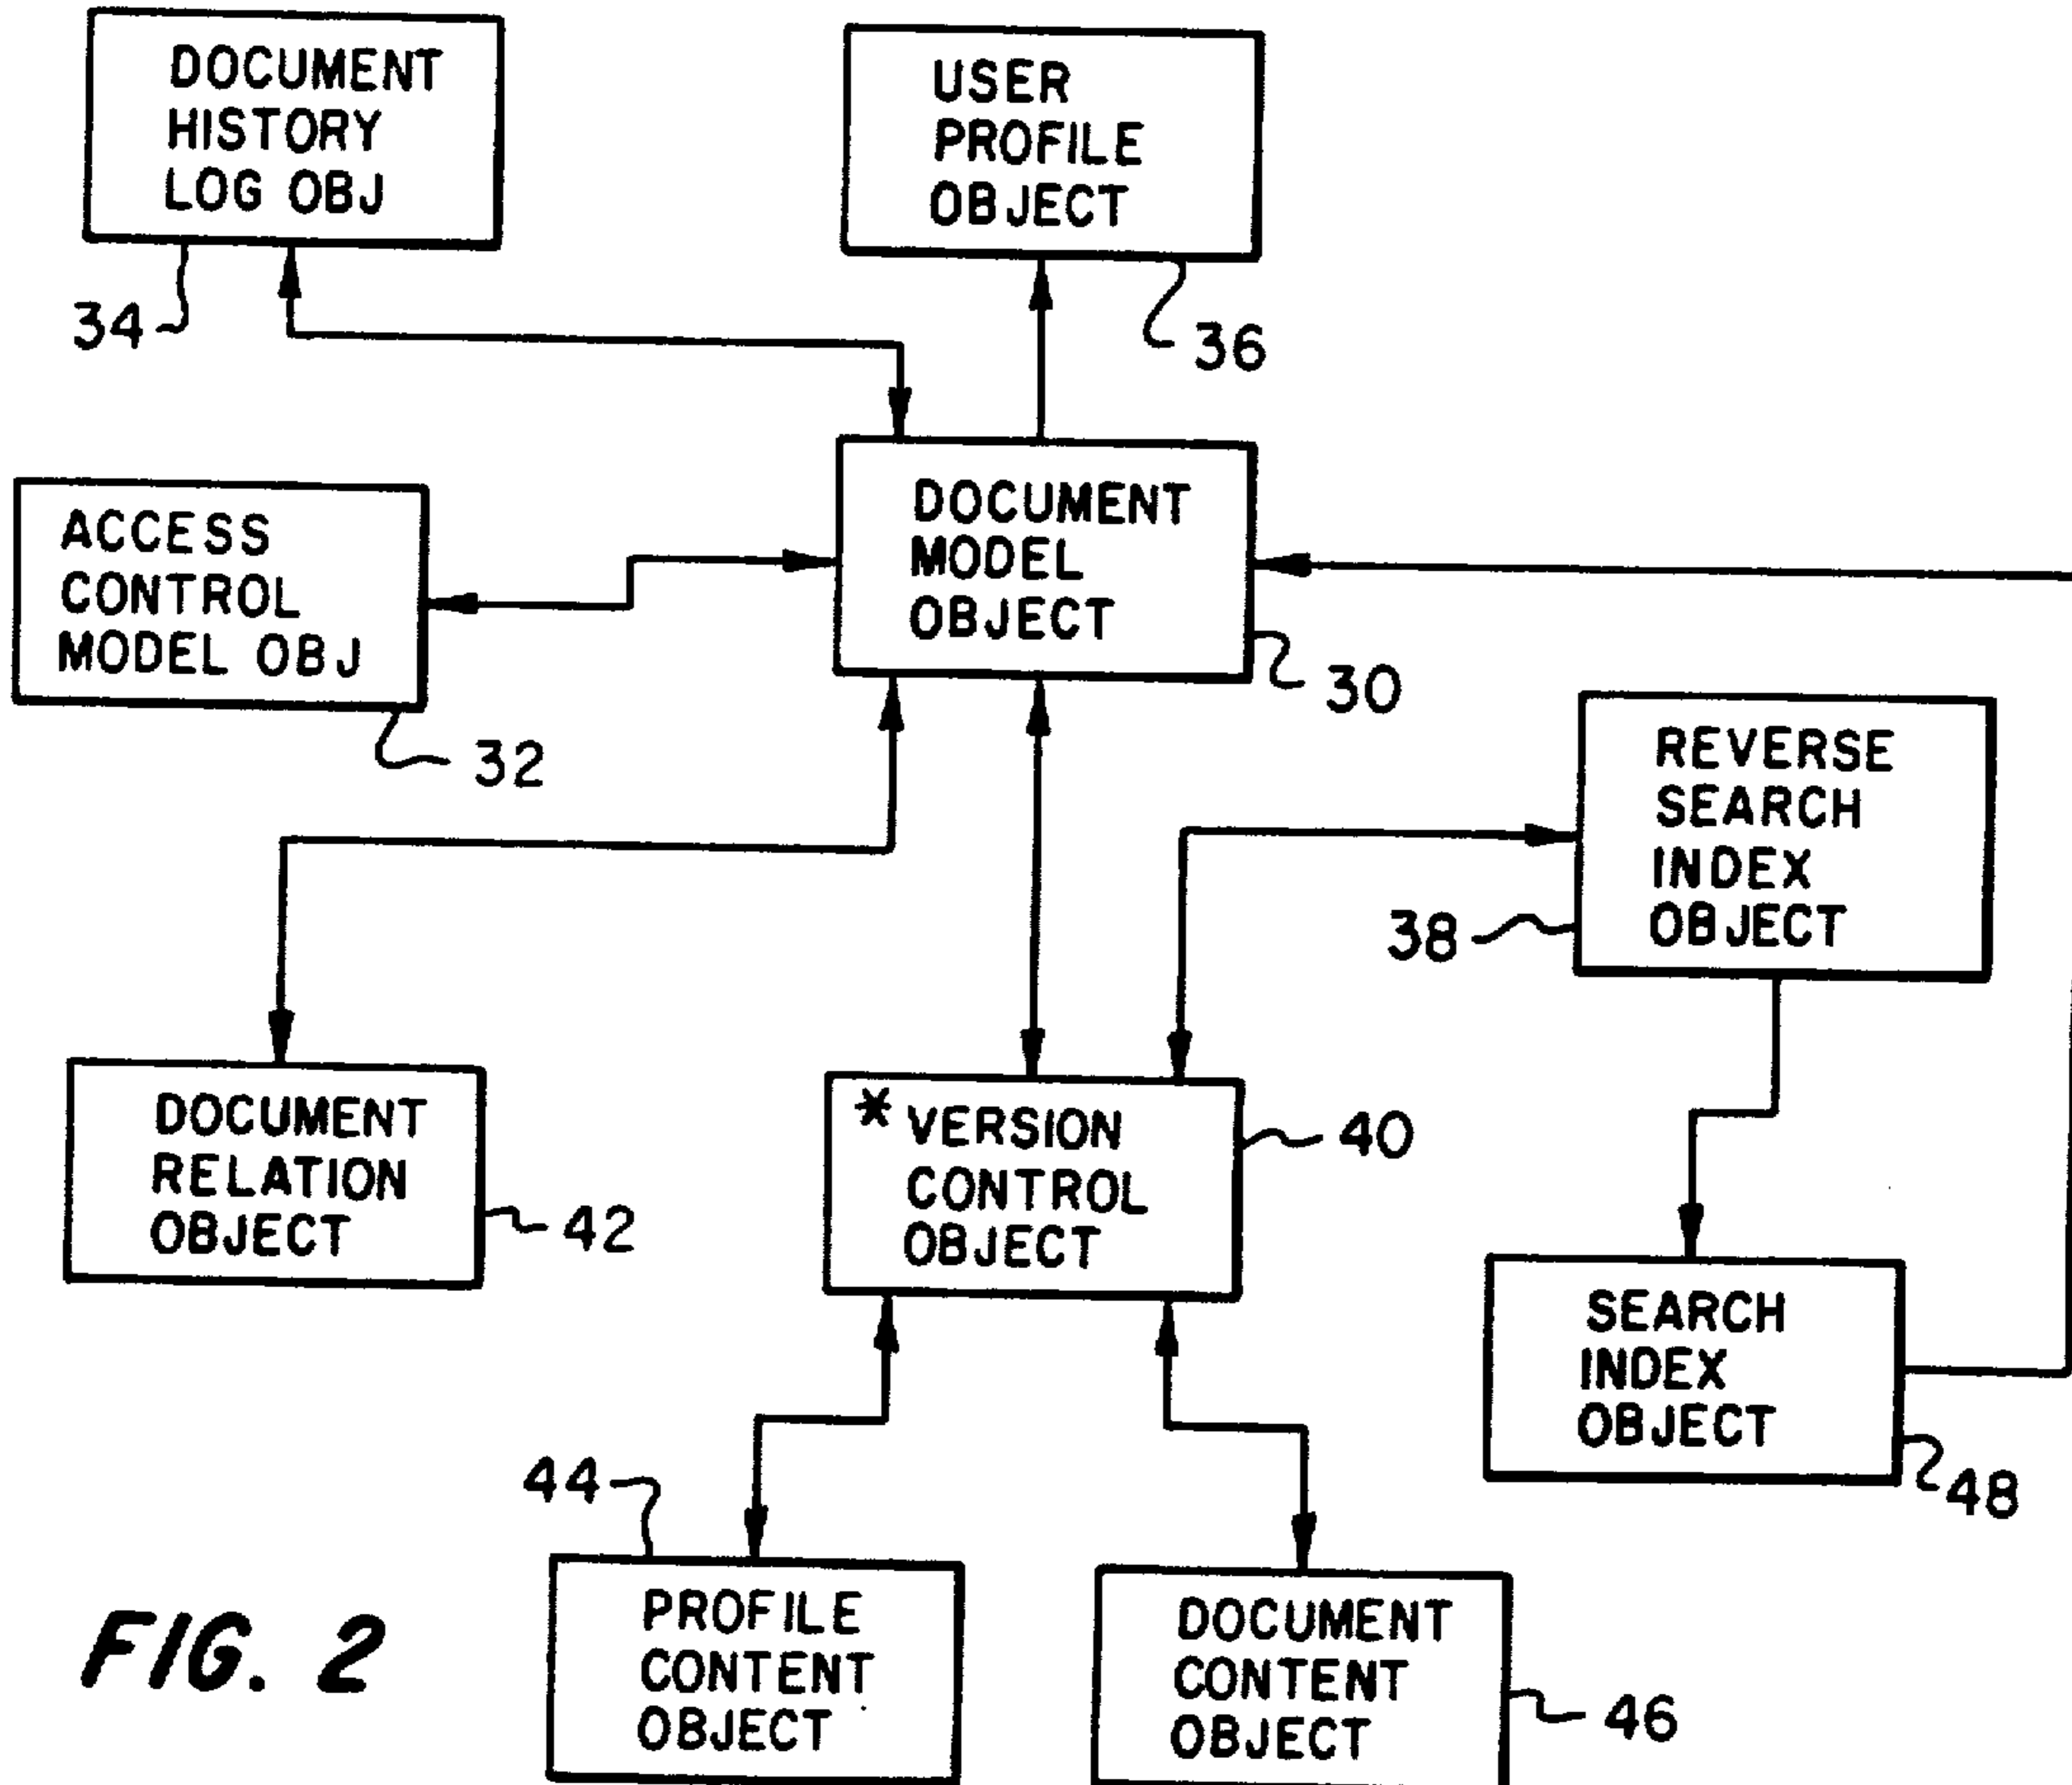 DOCUMENT
HISTORY
LOG OBJ
34
USER
PROFILE
OBJECT
36
ACCESS
CONTROL
MODEL OBJ
32
DOCUMENT
MODEL
OBJECT
30
REVERSE
SEARCH
INDEX
OBJECT
38
DOCUMENT
RELATION
OBJECT
42
* VERSION
CONTROL
OBJECT
40
SEARCH
INDEX
OBJECT
48
44
PROFILE
CONTENT
OBJECT
DOCUMENT
CONTENT
OBJECT
46
FIG. 2